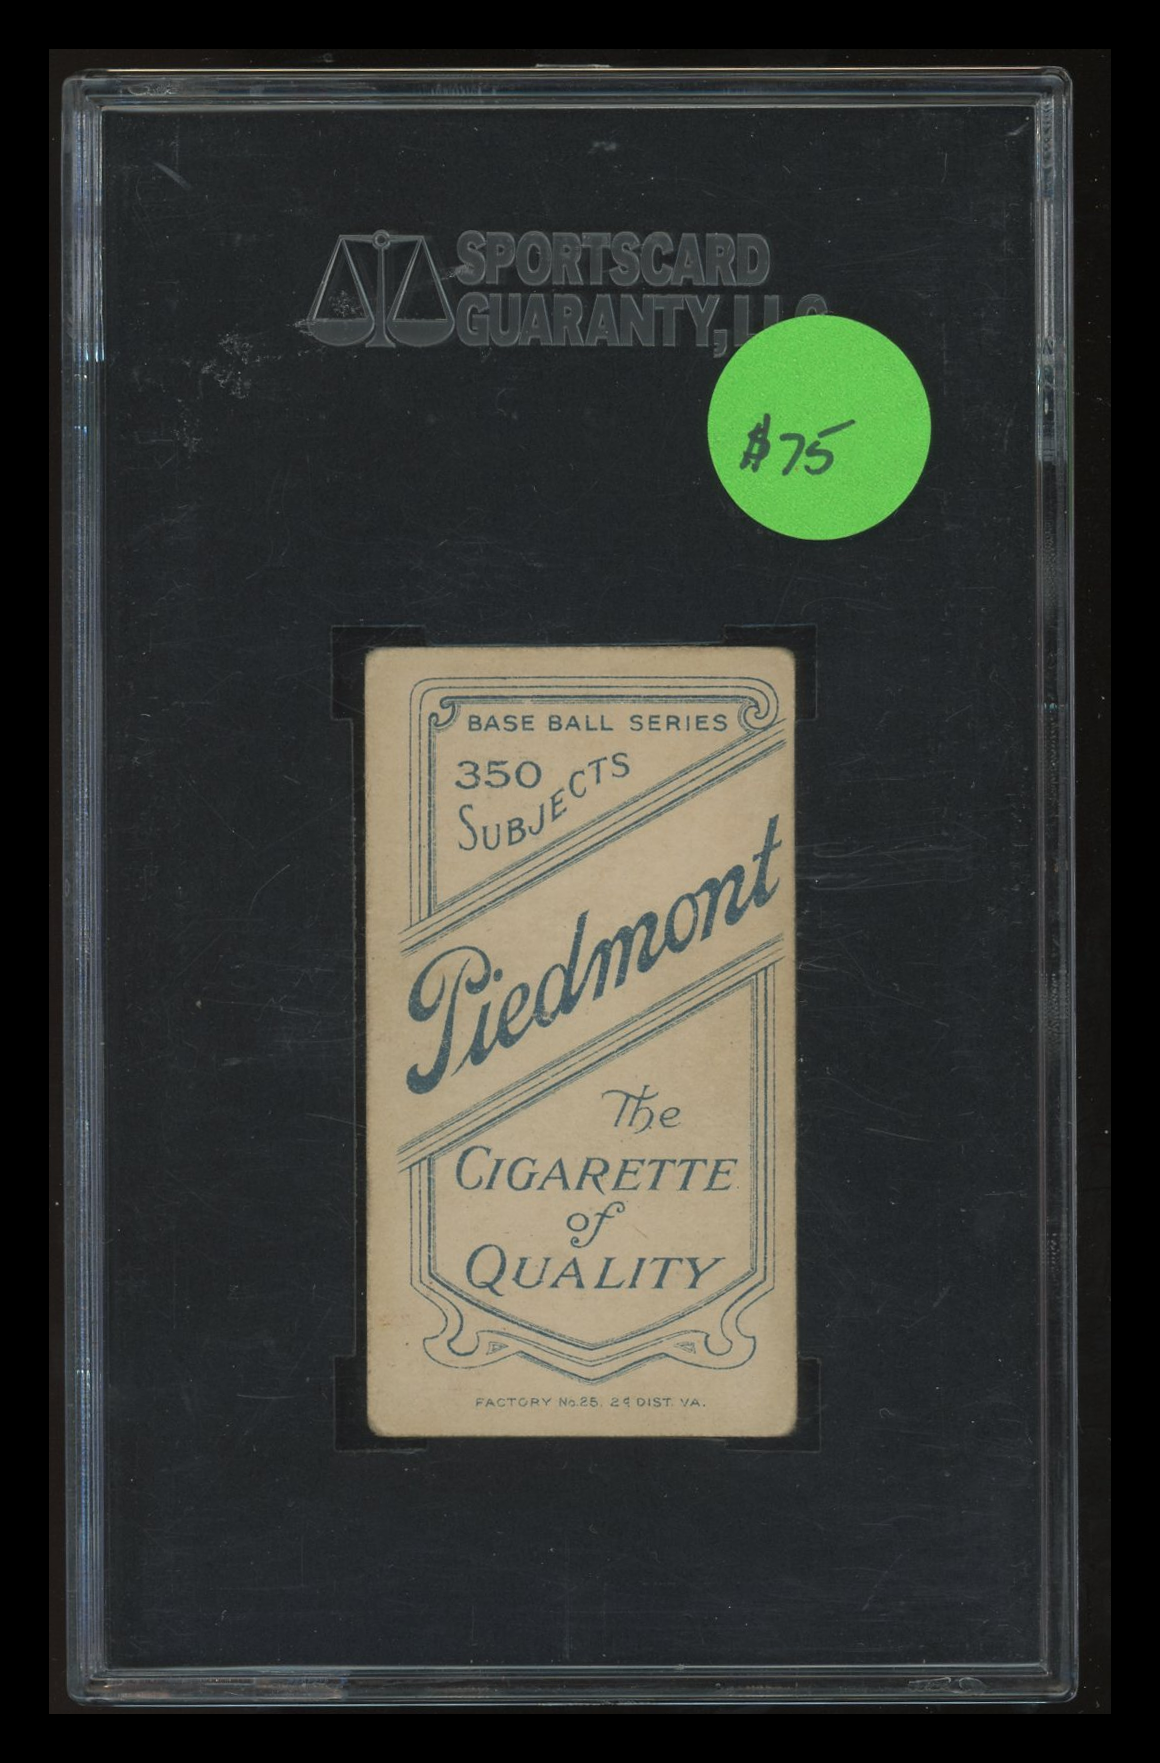 SPORTSCARD
GUARANTY, LLC
$75
BASE BALL SERIES
350
SUBJECTS
Piedmont
The
CIGARETTE
of
QUALITY
FACTORY No. 25, 2d DIST. VA.